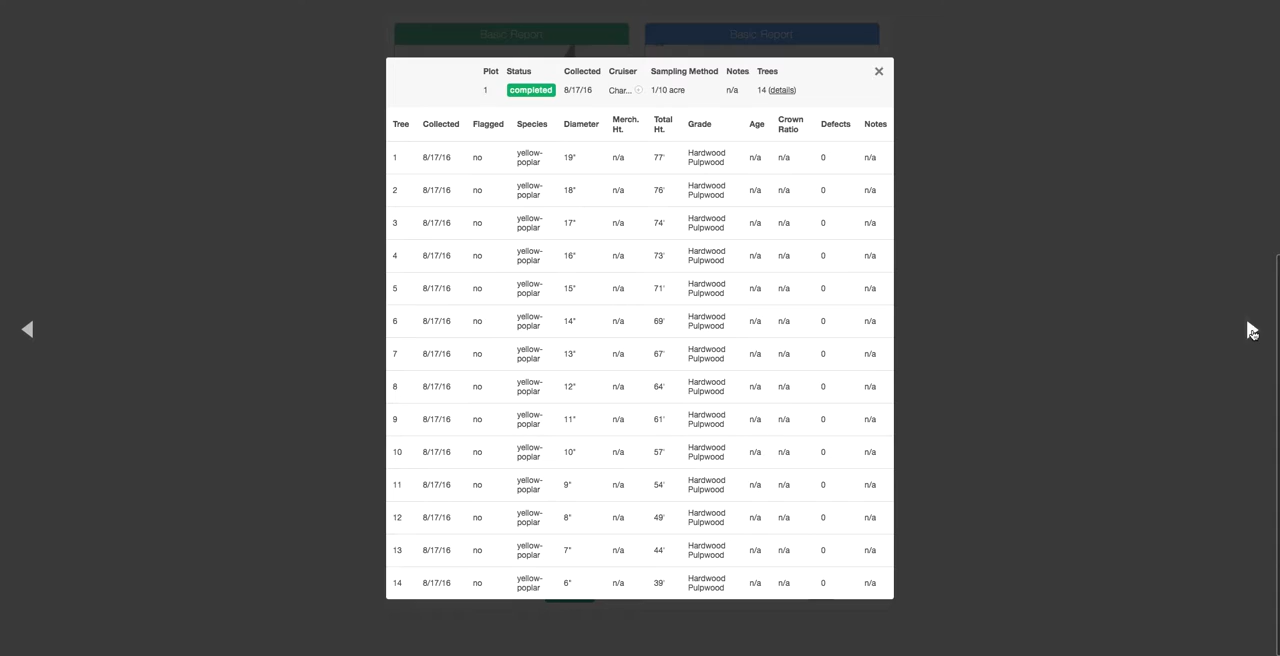 Basic Report Basic Report
Plot Status Collected Cruiser Sampling Method Notes Trees
1 completed 8/17/16 Char... 1/10 acre n/a 14 (details)
Tree Collected Flagged Species Diameter Merch. Ht. Total Ht. Grade Age Crown Ratio Defects Notes
1 8/17/16 no yellow-poplar 19" n/a 77' Hardwood Pulpwood n/a n/a 0 n/a
2 8/17/16 no yellow-poplar 18" n/a 76' Hardwood Pulpwood n/a n/a 0 n/a
3 8/17/16 no yellow-poplar 17" n/a 74' Hardwood Pulpwood n/a n/a 0 n/a
4 8/17/16 no yellow-poplar 16" n/a 73' Hardwood Pulpwood n/a n/a 0 n/a
5 8/17/16 no yellow-poplar 15" n/a 71' Hardwood Pulpwood n/a n/a 0 n/a
6 8/17/16 no yellow-poplar 14" n/a 69' Hardwood Pulpwood n/a n/a 0 n/a
7 8/17/16 no yellow-poplar 13" n/a 67' Hardwood Pulpwood n/a n/a 0 n/a
8 8/17/16 no yellow-poplar 12" n/a 64' Hardwood Pulpwood n/a n/a 0 n/a
9 8/17/16 no yellow-poplar 11" n/a 61' Hardwood Pulpwood n/a n/a 0 n/a
10 8/17/16 no yellow-poplar 10" n/a 57' Hardwood Pulpwood n/a n/a 0 n/a
11 8/17/16 no yellow-poplar 9" n/a 54' Hardwood Pulpwood n/a n/a 0 n/a
12 8/17/16 no yellow-poplar 8" n/a 49' Hardwood Pulpwood n/a n/a 0 n/a
13 8/17/16 no yellow-poplar 7" n/a 44' Hardwood Pulpwood n/a n/a 0 n/a
14 8/17/16 no yellow-poplar 6" n/a 39' Hardwood Pulpwood n/a n/a 0 n/a